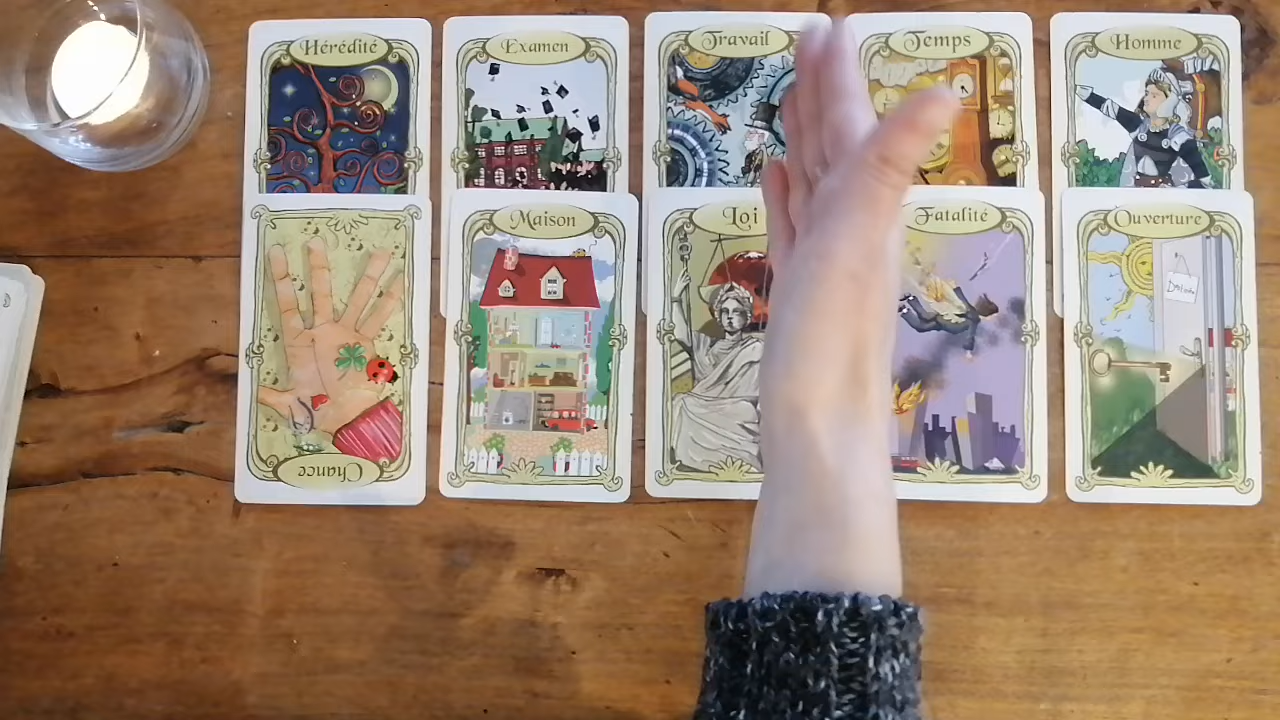 Hérédité
Examen
Travail
Temps
Homme
Maison
Loi
Fatalité
Ouverture
Chance